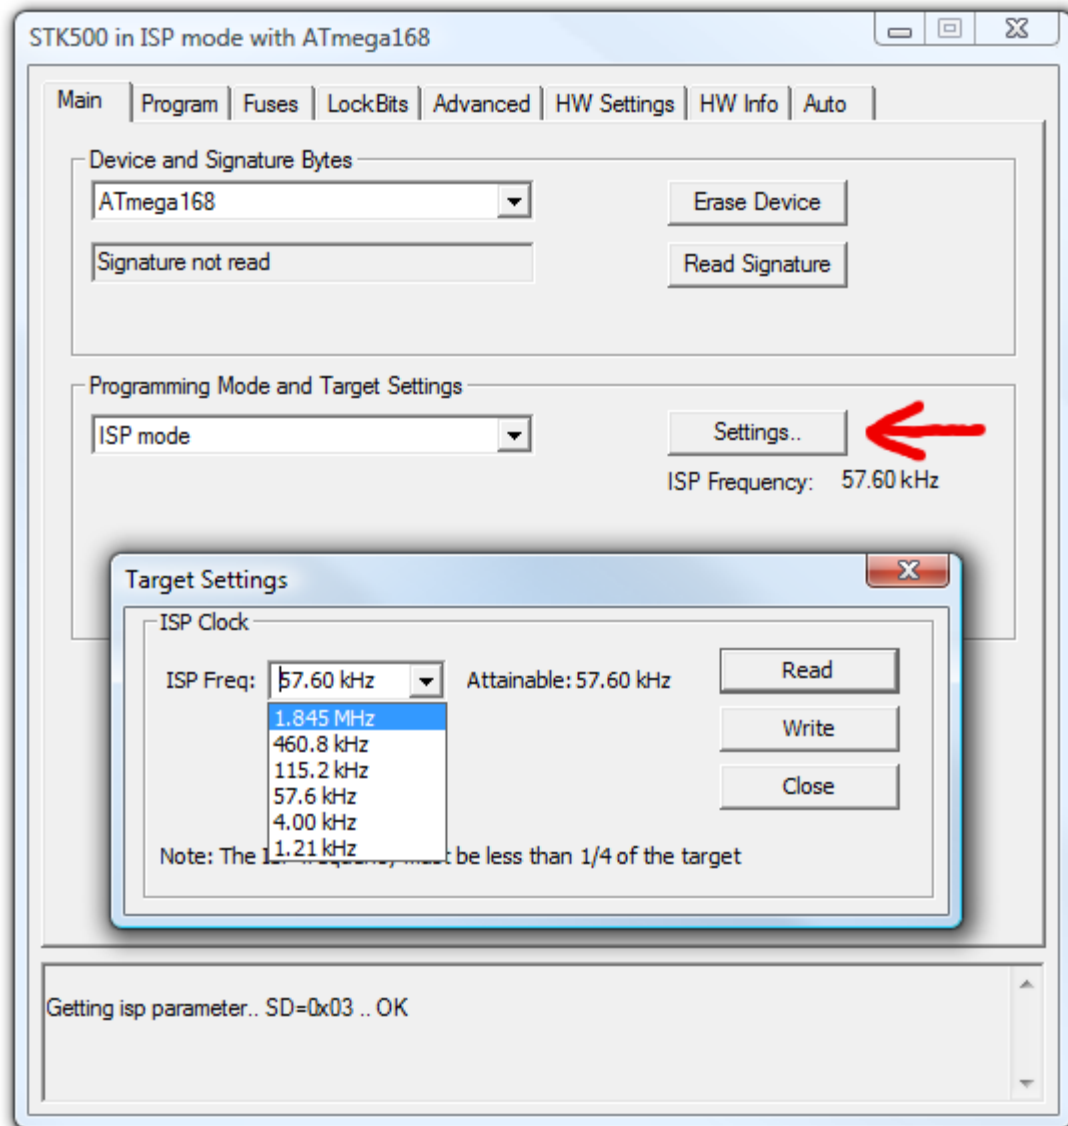 STK500 in ISP mode with ATmega168
Main Program Fuses LockBits Advanced HW Settings HW Info Auto
Device and Signature Bytes
ATmega168
Erase Device
Signature not read
Read Signature
Programming Mode and Target Settings
ISP mode
Settings..
ISP Frequency: 57.60 kHz
Target Settings
ISP Clock
ISP Freq: 57.60 kHz Attainable: 57.60 kHz
Read
1.845 MHz
460.8 kHz
115.2 kHz
57.6 kHz
4.00 kHz
1.21 kHz
Write
Close
Note: The be less than 1/4 of the target
Getting isp parameter.. SD=0x03 .. OK